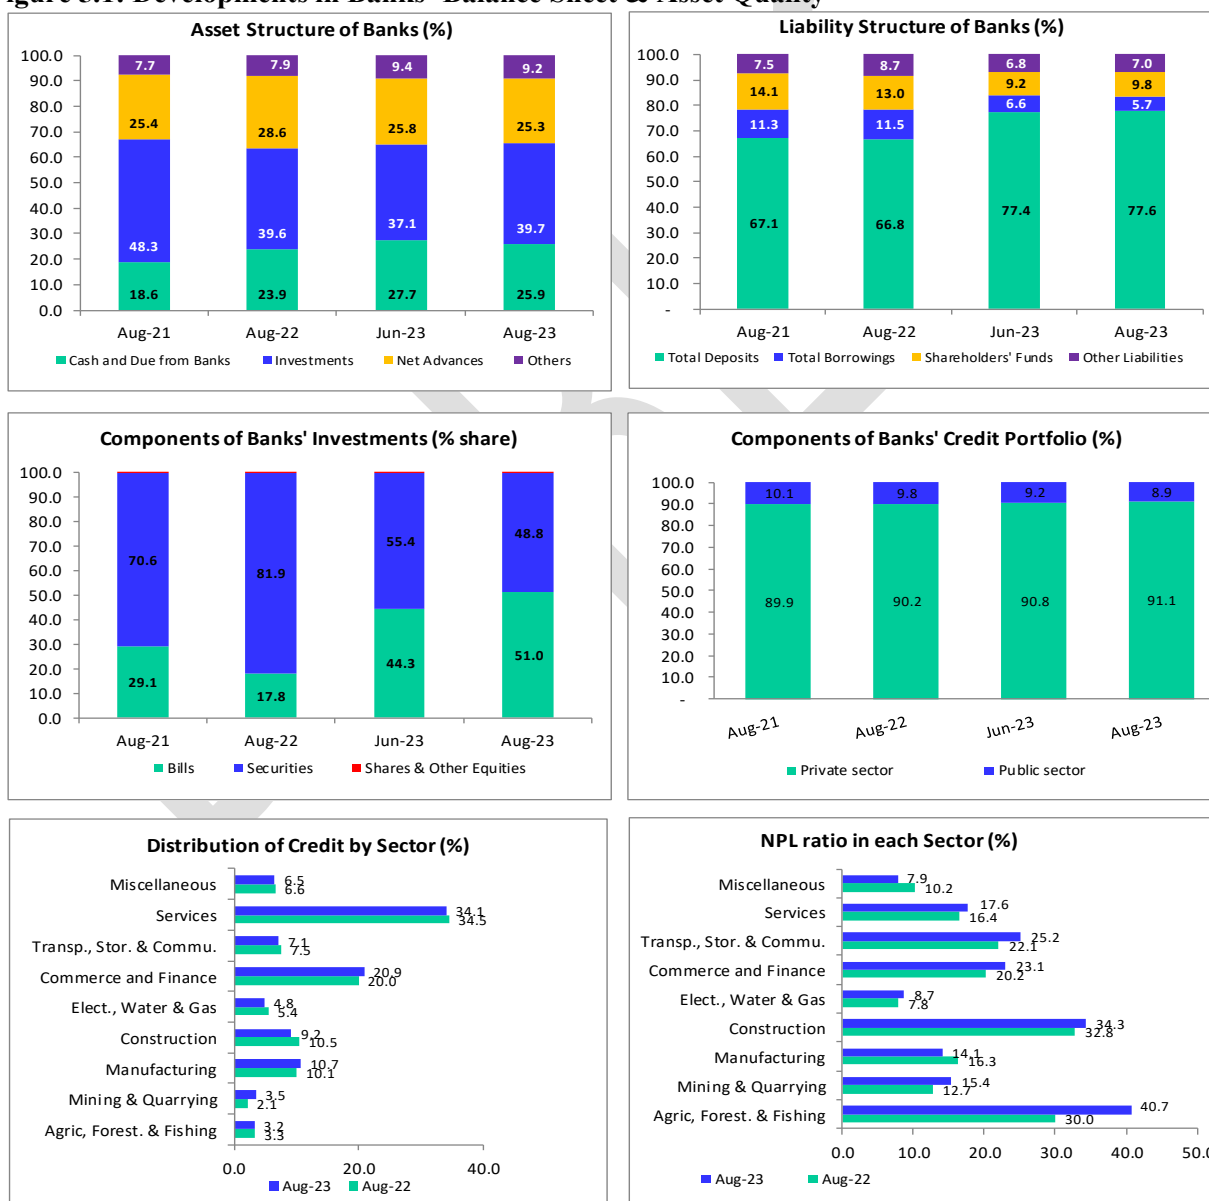 igure 3.1: Developments in Banks' Balance Sheet & Asset Quality
Asset Structure of Banks (%)
100.0
90.0
80.0
70.0
60.0
50.0
40.0
30.0
20.0
10.0
0.0
7.7 7.9 9.4 9.2
25.4 28.6 25.8 25.3
48.3 39.6 37.1 39.7
18.6 23.9 27.7 25.9
Aug-21 Aug-22 Jun-23 Aug-23
Cash and Due from Banks Investments Net Advances Others
Liability Structure of Banks (%)
100.0
90.0
80.0
70.0
60.0
50.0
40.0
30.0
20.0
10.0
-
7.5 8.7 6.8 7.0
14.1 13.0 9.2 9.8
11.3 11.5 6.6 5.7
67.1 66.8 77.4 77.6
Aug-21 Aug-22 Jun-23 Aug-23
Total Deposits Total Borrowings Shareholders' Funds Other Liabilities
Components of Banks' Investments (% share)
100.0
90.0
80.0
70.0
60.0
50.0
40.0
30.0
20.0
10.0
0.0
70.6 81.9 55.4 48.8
29.1 17.8 44.3 51.0
Aug-21 Aug-22 Jun-23 Aug-23
Bills Securities Shares & Other Equities
Components of Banks' Credit Portfolio (%)
100.0
90.0
80.0
70.0
60.0
50.0
40.0
30.0
20.0
10.0
-
10.1 9.8 9.2 8.9
89.9 90.2 90.8 91.1
Aug-21 Aug-22 Jun-23 Aug-23
Private sector Public sector
Distribution of Credit by Sector (%)
Miscellaneous 6.5 6.6
Services 34.1 34.5
Transp., Stor. & Commu. 7.1 7.5
Commerce and Finance 20.9 20.0
Elect., Water & Gas 4.8 5.4
Construction 9.2 10.5
Manufacturing 10.7 10.1
Mining & Quarrying 3.5 2.1
Agric, Forest. & Fishing 3.2 3.3
0.0 20.0 40.0
Aug-23 Aug-22
NPL ratio in each Sector (%)
Miscellaneous 7.9 10.2
Services 17.6 16.4
Transp., Stor. & Commu. 25.2 22.1
Commerce and Finance 23.1 20.2
Elect., Water & Gas 8.7 7.8
Construction 34.3 32.8
Manufacturing 14.1 16.3
Mining & Quarrying 15.4 12.7
Agric, Forest. & Fishing 40.7 30.0
0.0 10.0 20.0 30.0 40.0 50.0
Aug-23 Aug-22